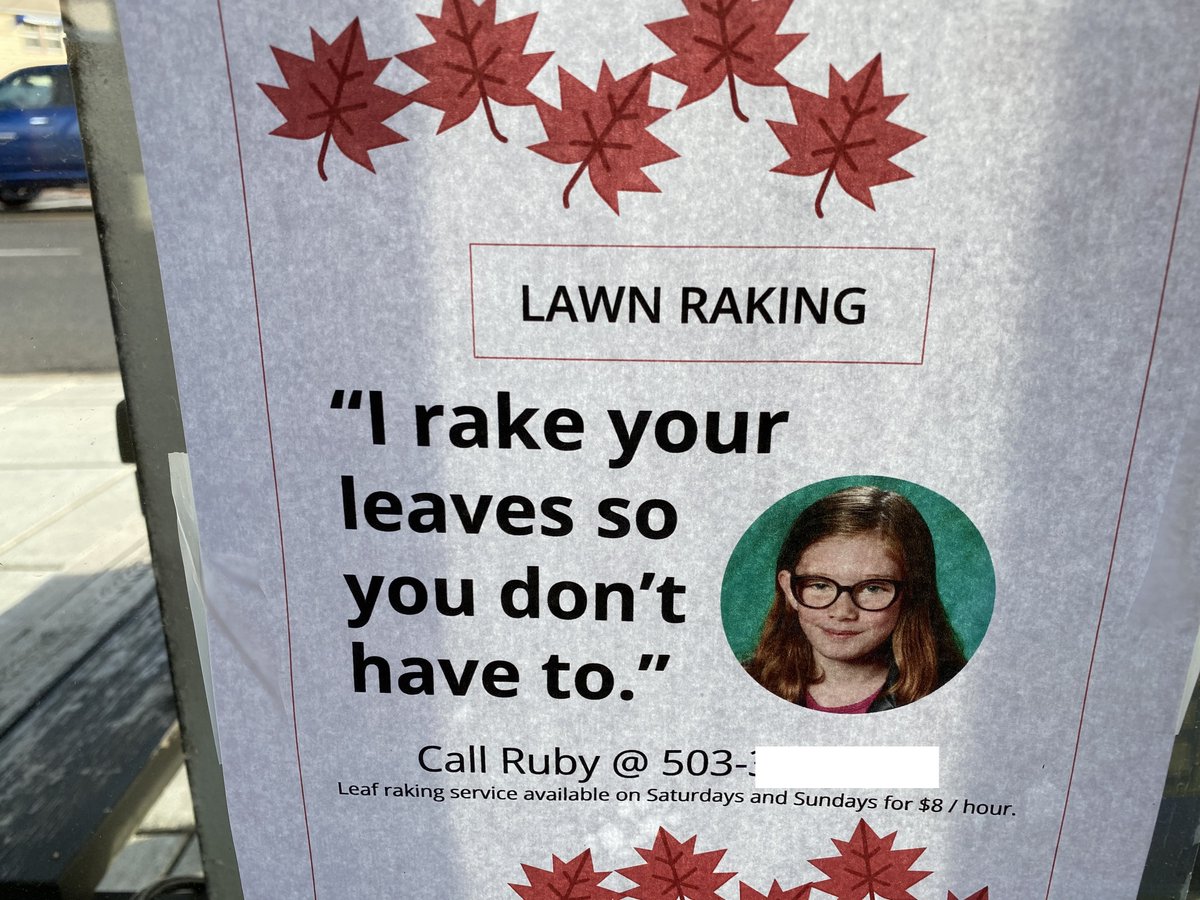 LAWN RAKING
“I rake your
leaves so
you don’t
have to.”
Call Ruby @ 503-
Leaf raking service available on Saturdays and Sundays for $8 / hour.